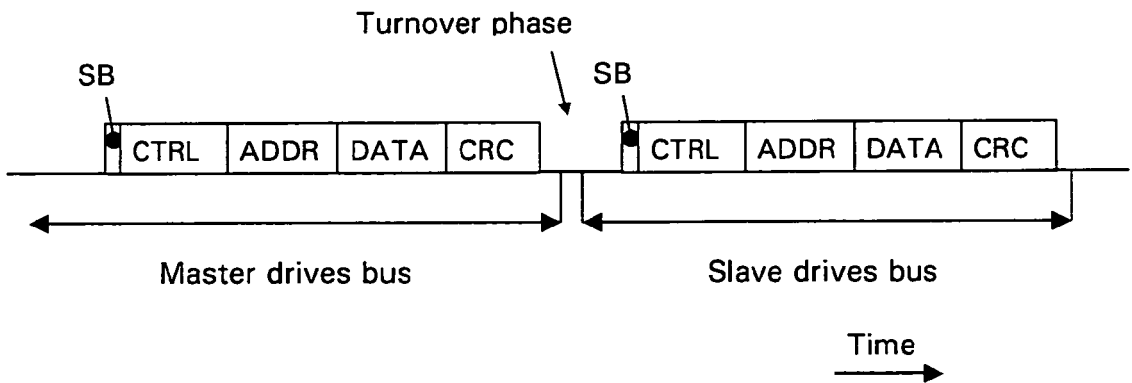 Turnover phase
SB
SB
CTRL ADDR DATA CRC
CTRL ADDR DATA CRC
Master drives bus
Slave drives bus
Time